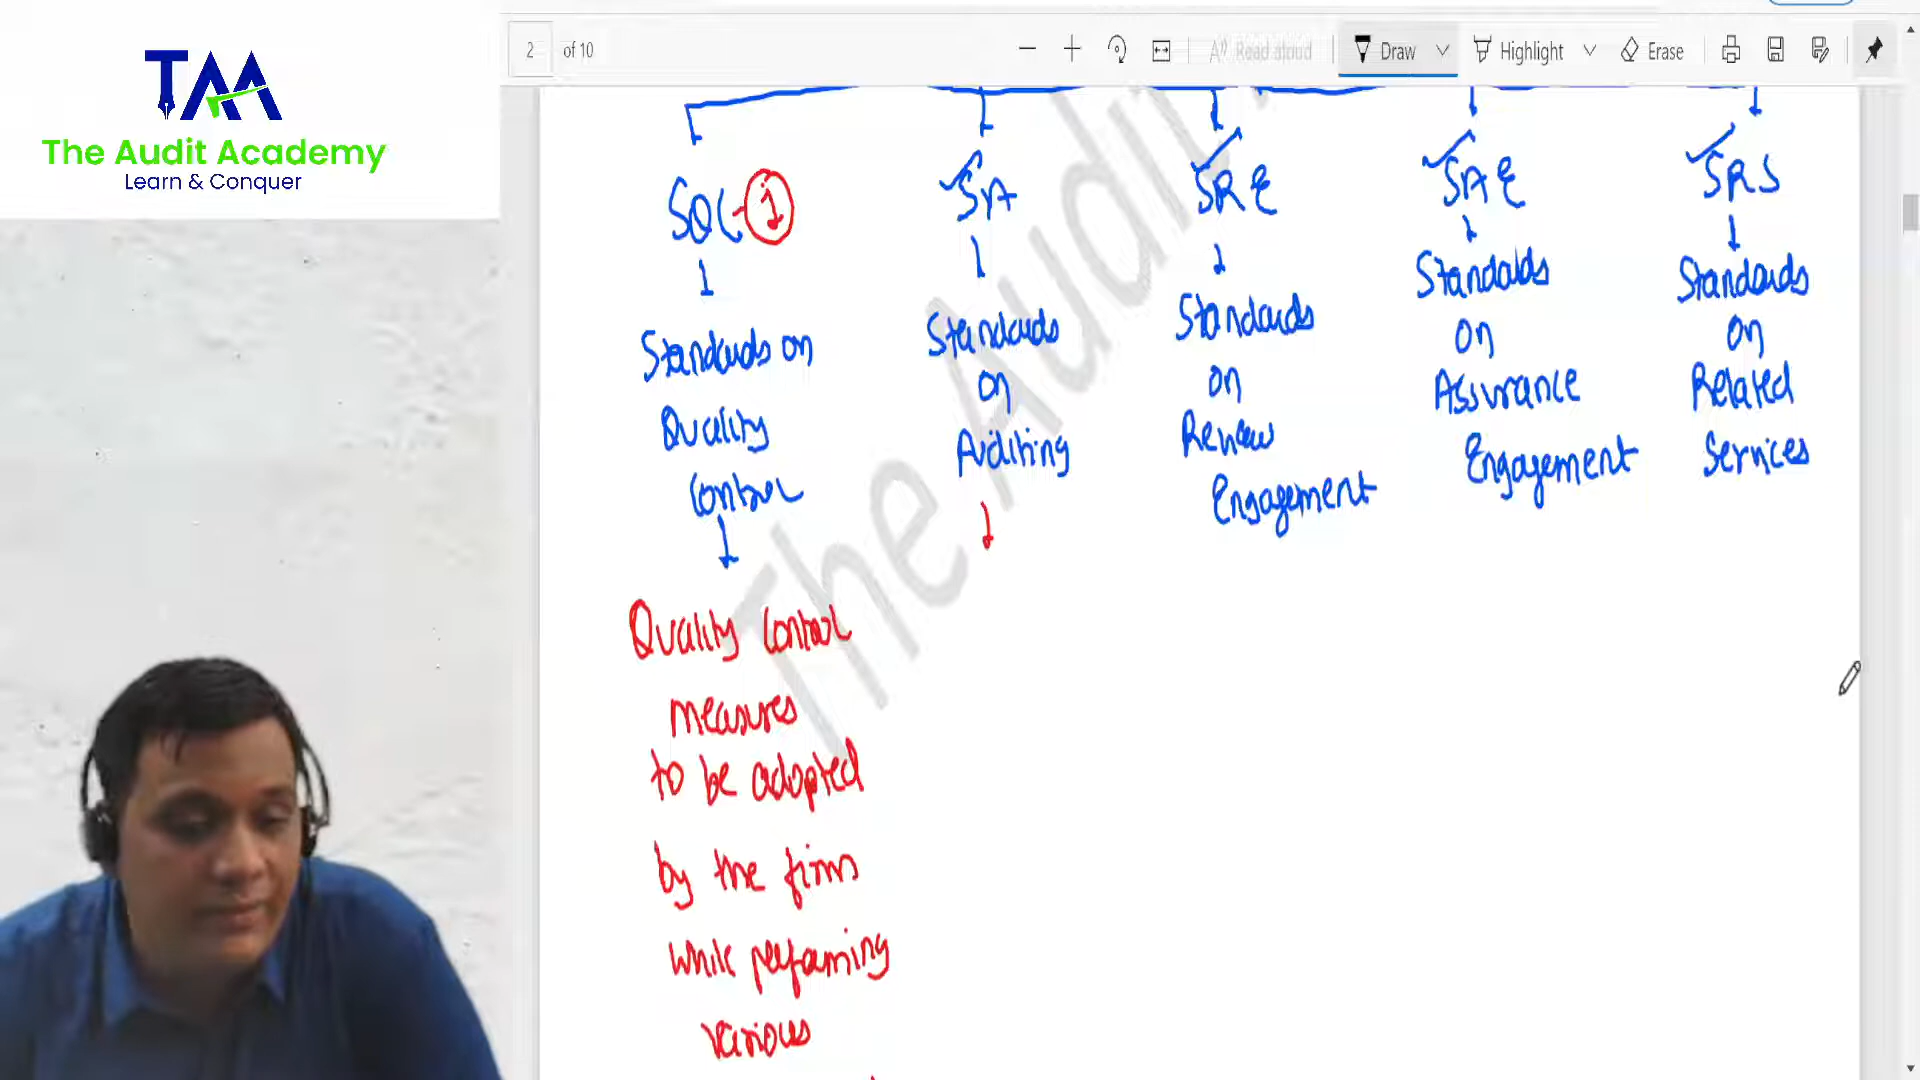 TAA
The Audit Academy
Learn & Conquer
2 of 10
Read aloud
Draw
Highlight
Erase
SQC-1
SA
SRE
SAE
SRS
Standards on
Quality
Control
Standards
on
Auditing
Standards
on
Review
Engagement
Standards
on
Assurance
Engagement
Standards
on
Related
Services
Quality Control
measures
to be adopted
by the firms
while performing
various
The Audit